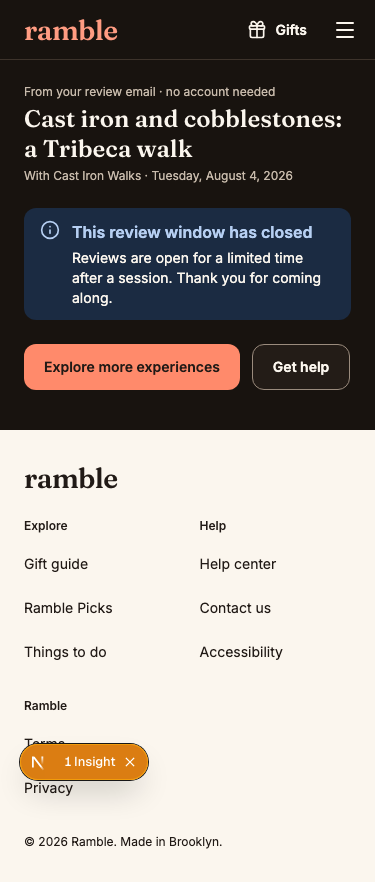 ramble
Gifts
From your review email · no account needed
Cast iron and cobblestones:
a Tribeca walk
With Cast Iron Walks · Tuesday, August 4, 2026
This review window has closed
Reviews are open for a limited time
after a session. Thank you for coming
along.
Explore more experiences
Get help
ramble
Explore
Gift guide
Ramble Picks
Things to do
Help
Help center
Contact us
Accessibility
Ramble
Terms
N 1 Insight
Privacy
© 2026 Ramble. Made in Brooklyn.